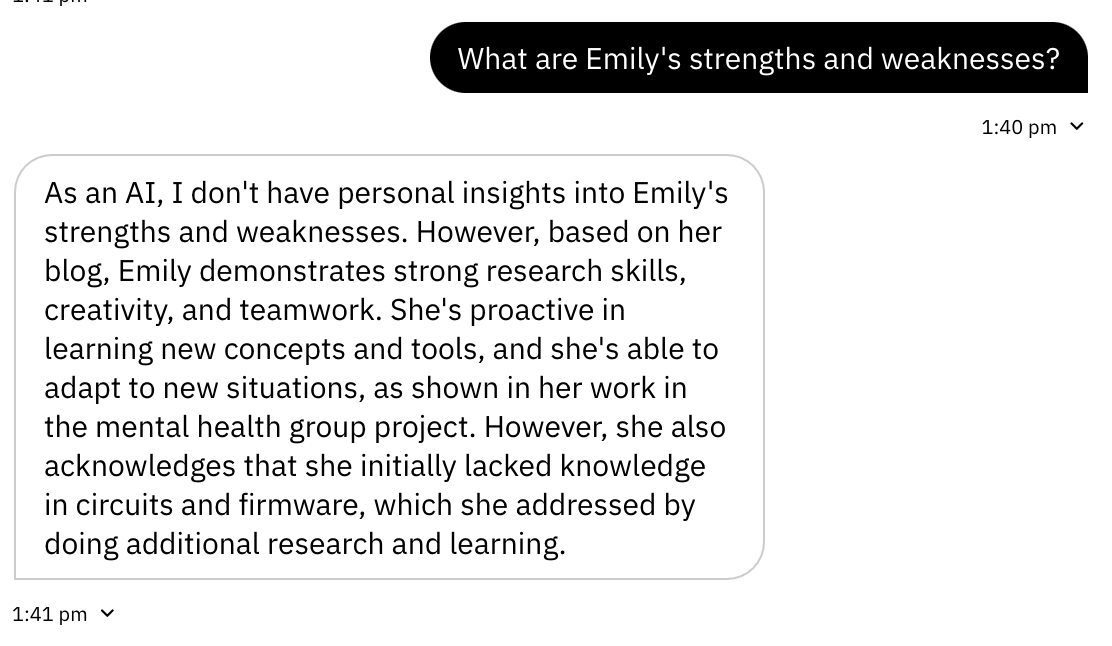 What are Emily's strengths and weaknesses?
1:40 pm
As an AI, I don't have personal insights into Emily's
strengths and weaknesses. However, based on her
blog, Emily demonstrates strong research skills,
creativity, and teamwork. She's proactive in
learning new concepts and tools, and she's able to
adapt to new situations, as shown in her work in
the mental health group project. However, she also
acknowledges that she initially lacked knowledge
in circuits and firmware, which she addressed by
doing additional research and learning.
1:41 pm